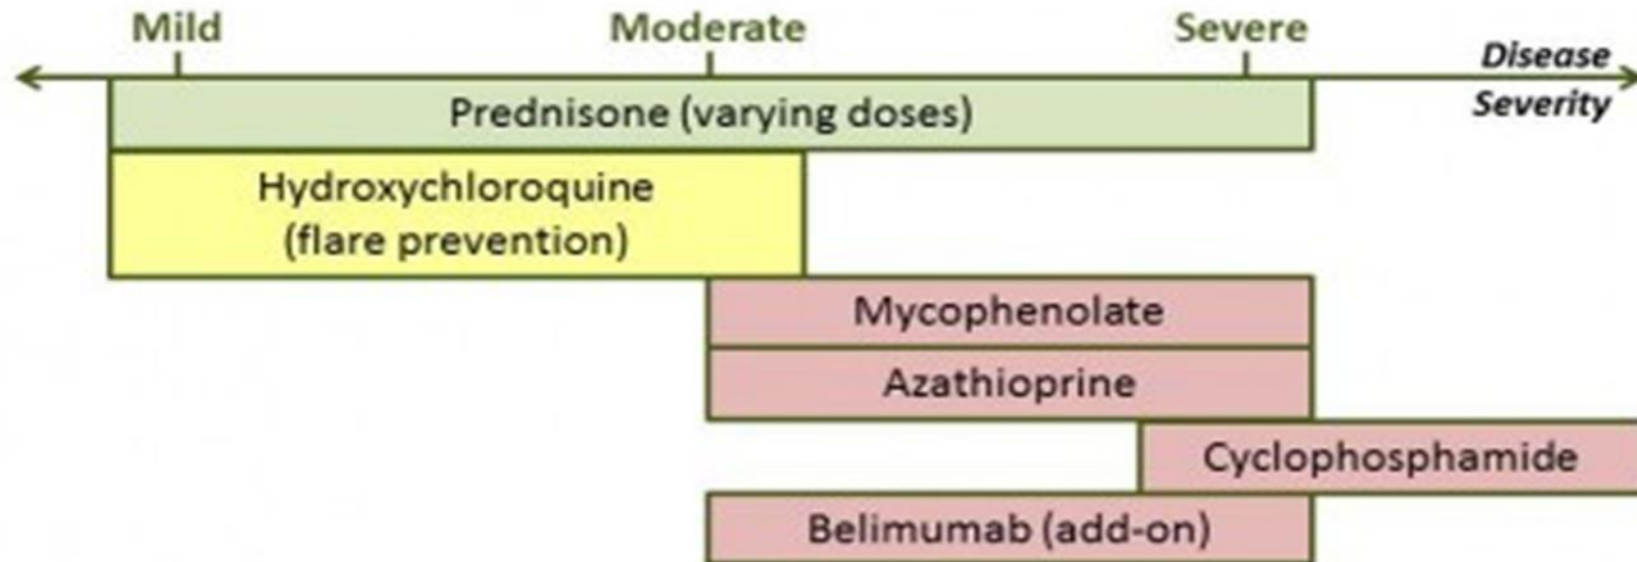 Mild Moderate Severe
Disease
Severity
Prednisone (varying doses)
Hydroxychloroquine
(flare prevention)
Mycophenolate
Azathioprine
Cyclophosphamide
Belimumab (add-on)